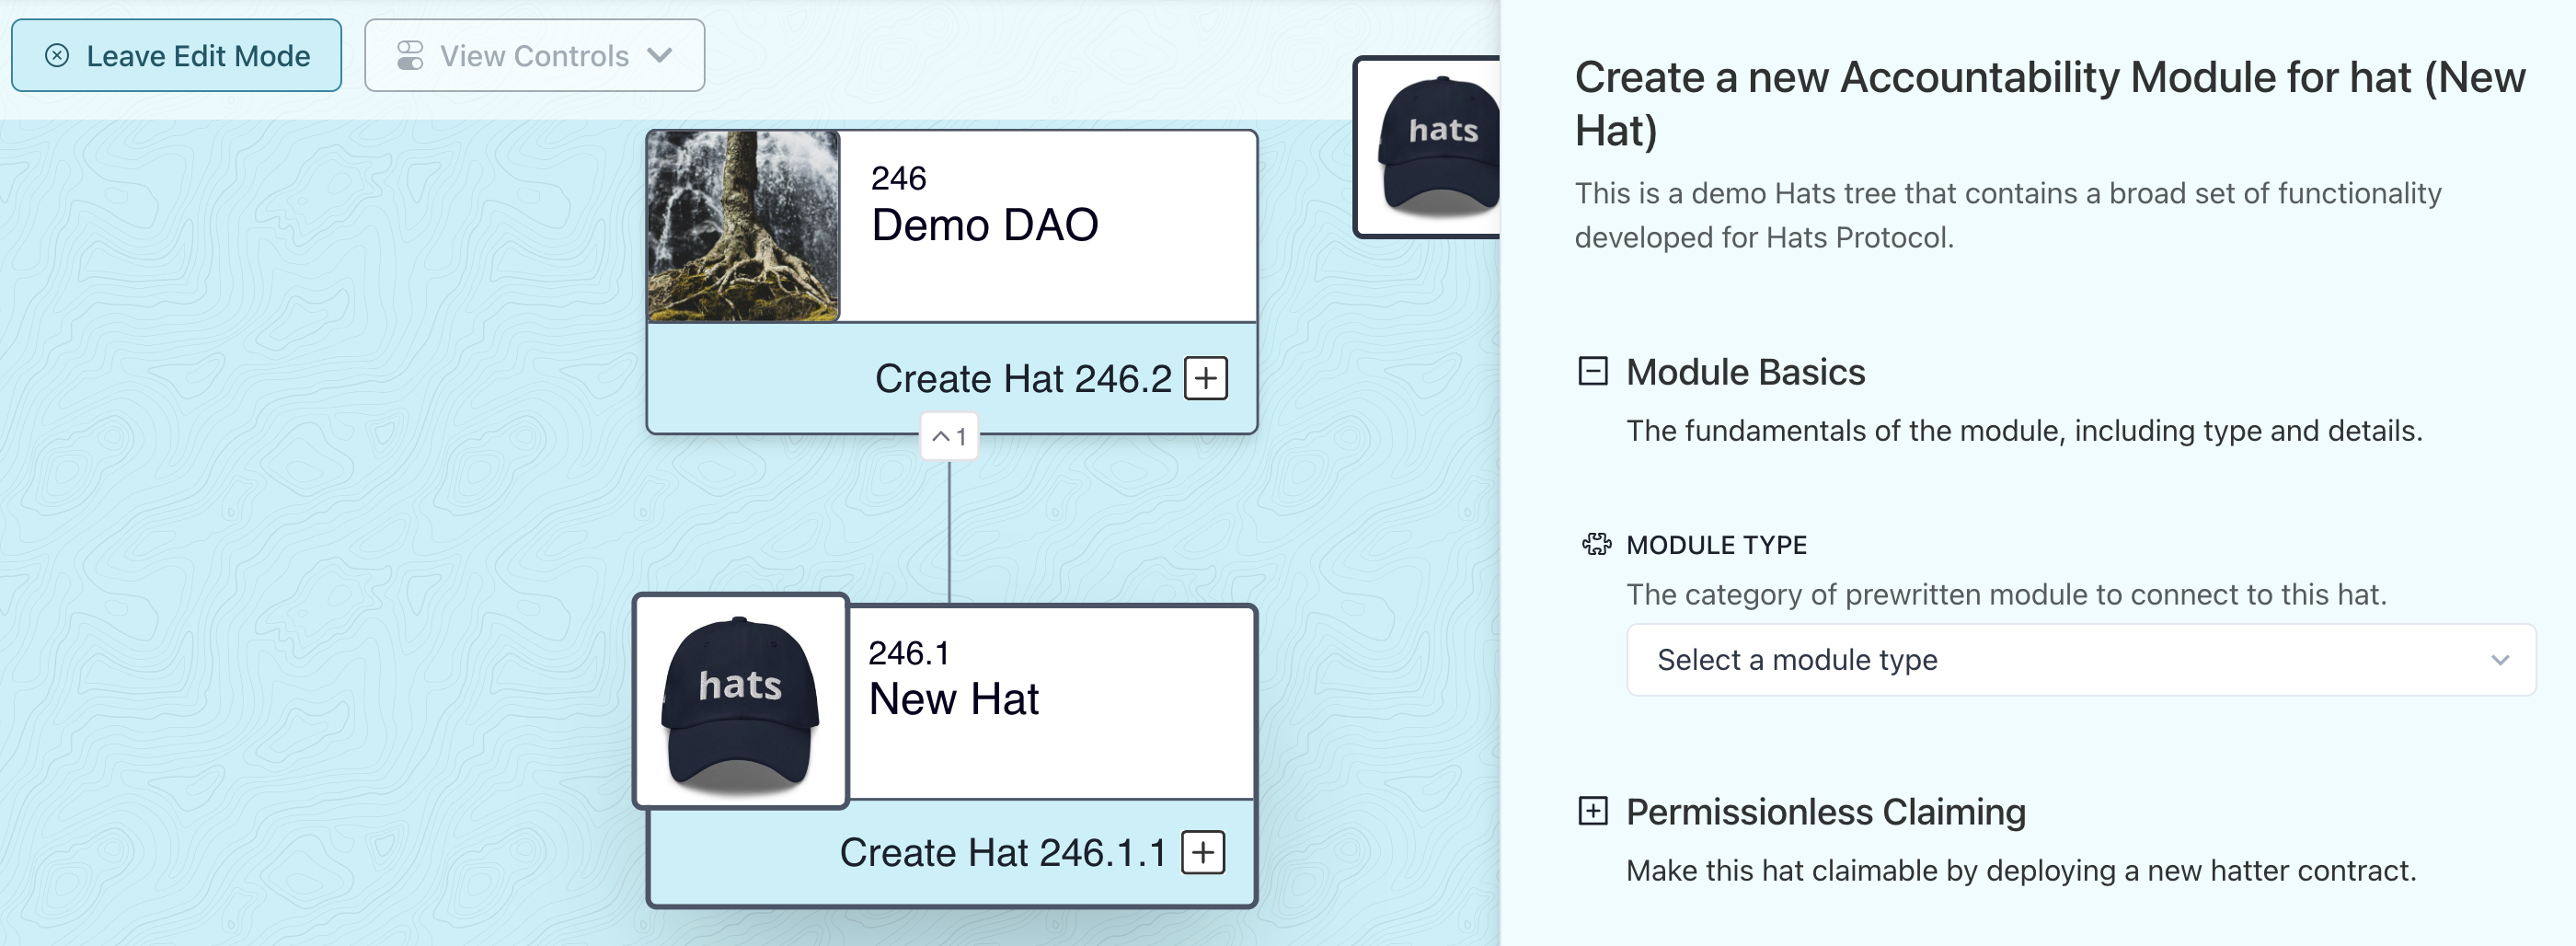 Leave Edit Mode
View Controls
246
Demo DAO
Create Hat 246.2
1
hats
246.1
New Hat
Create Hat 246.1.1
hats
Create a new Accountability Module for hat (New
Hat)
This is a demo Hats tree that contains a broad set of functionality
developed for Hats Protocol.
Module Basics
The fundamentals of the module, including type and details.
MODULE TYPE
The category of prewritten module to connect to this hat.
Select a module type
Permissionless Claiming
Make this hat claimable by deploying a new hatter contract.